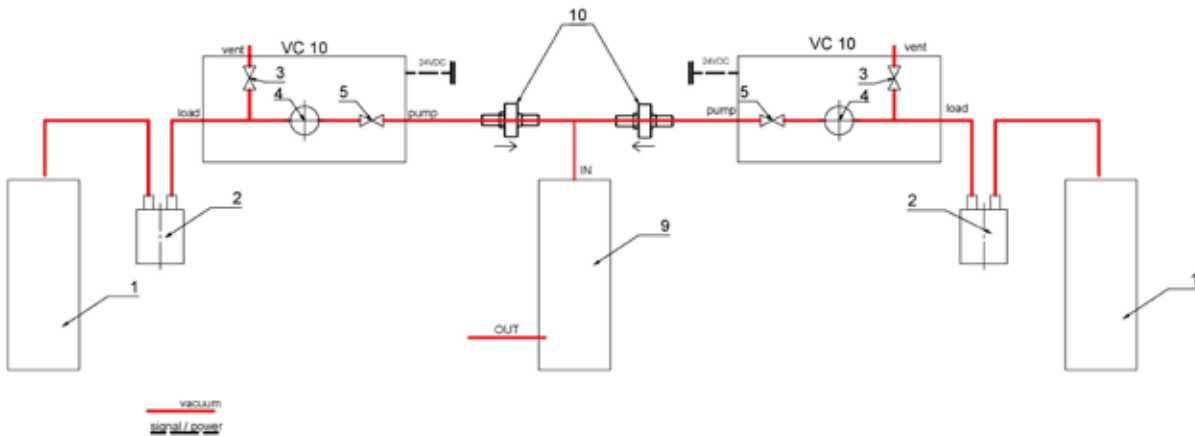 10
vent
VC 10
24VDC
3
4
5
load
pump
2
1
VC 10
vent
24VDC
3
4
5
pump
load
2
1
IN
9
OUT
vacuum
signal / power